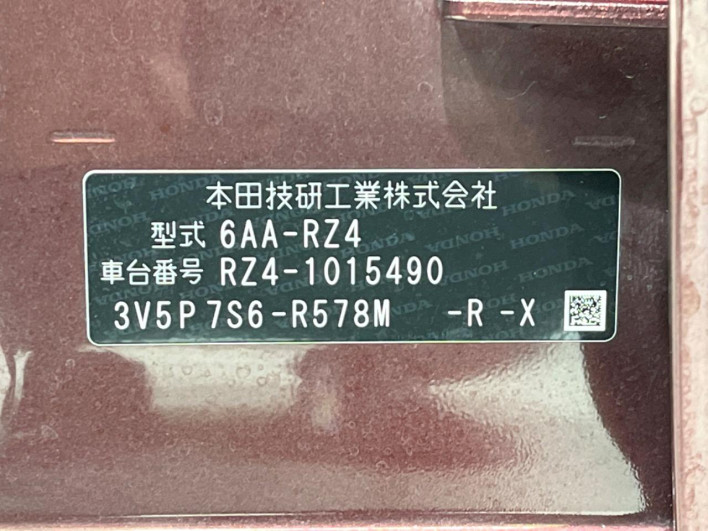 本田技研工業株式会社
型式 6AA-RZ4
車台番号 RZ4-1015490
3V5P 7S6-R578M -R -X